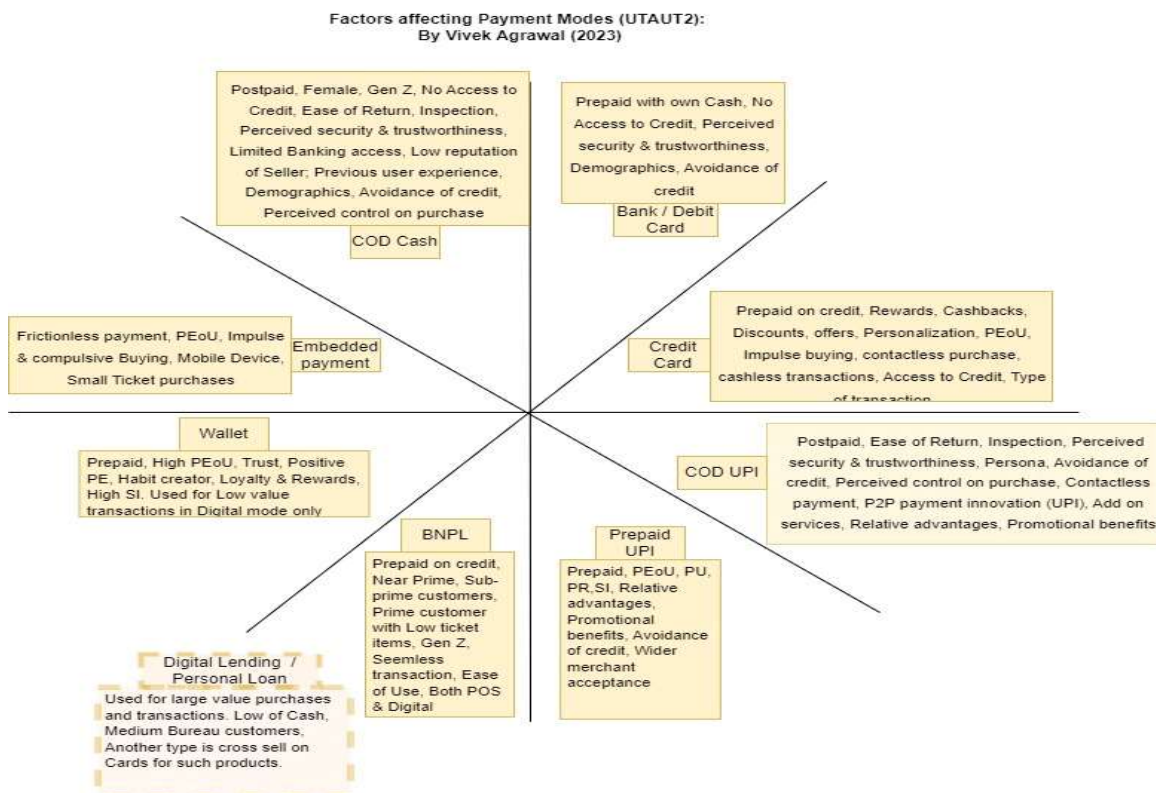 Factors affecting Payment Modes (UTAUT2):
By Vivek Agrawal (2023)
Postpaid, Female, Gen Z, No Access to
Credit, Ease of Return, Inspection,
Perceived security & trustworthiness,
Limited Banking access, Low reputation
of Seller; Previous user experience,
Demographics, Avoidance of credit,
Perceived control on purchase
COD Cash
Prepaid with own Cash, No
Access to Credit, Perceived
security & trustworthiness,
Demographics, Avoidance of
credit
Bank / Debit
Card
Frictionless payment, PEoU, Impulse
& compulsive Buying, Mobile Device,
Small Ticket purchases
Embedded
payment
Credit
Card
Prepaid on credit, Rewards, Cashbacks,
Discounts, offers, Personalization, PEoU,
Impulse buying, contactless purchase,
cashless transactions, Access to Credit, Type
of transaction
Wallet
Prepaid, High PEoU, Trust, Positive
PE, Habit creator, Loyalty & Rewards,
High SI. Used for Low value
transactions in Digital mode only
COD UPI
Postpaid, Ease of Return, Inspection, Perceived
security & trustworthiness, Persona, Avoidance of
credit, Perceived control on purchase, Contactless
payment, P2P payment innovation (UPI), Add on
services, Relative advantages, Promotional benefits
BNPL
Prepaid on credit,
Near Prime, Sub-
prime customers,
Prime customer
with Low ticket
items, Gen Z,
Seemless
transaction, Ease
of Use, Both POS
& Digital
Prepaid
UPI
Prepaid, PEoU, PU,
PR,SI, Relative
advantages,
Promotional
benefits, Avoidance
of credit, Wider
merchant
acceptance
Digital Lending /
Personal Loan
Used for large value purchases
and transactions. Low of Cash,
Medium Bureau customers,
Another type is cross sell on
Cards for such products.